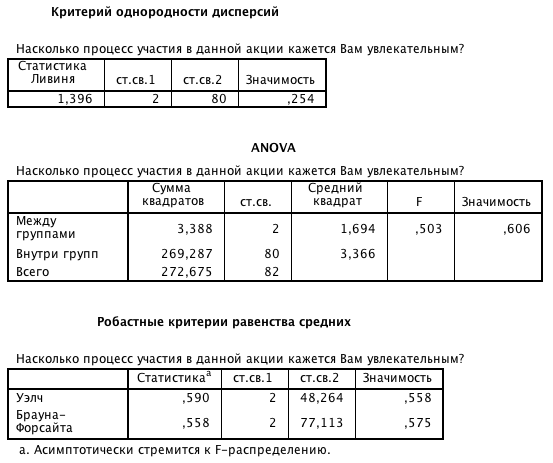 Критерий однородности дисперсий
Насколько процесс участия в данной акции кажется Вам увлекательным?
Статистика Ливиня ст.св.1 ст.св.2 Значимость
1,396 2 80 ,254
ANOVA
Насколько процесс участия в данной акции кажется Вам увлекательным?
Сумма квадратов ст.св. Средний квадрат F Значимость
Между группами 3,388 2 1,694 ,503 ,606
Внутри групп 269,287 80 3,366
Всего 272,675 82
Робастные критерии равенства средних
Насколько процесс участия в данной акции кажется Вам увлекательным?
Статистикаa ст.св.1 ст.св.2 Значимость
Уэлч ,590 2 48,264 ,558
Брауна-Форсайта ,558 2 77,113 ,575
a. Асимптотически стремится к F-распределению.